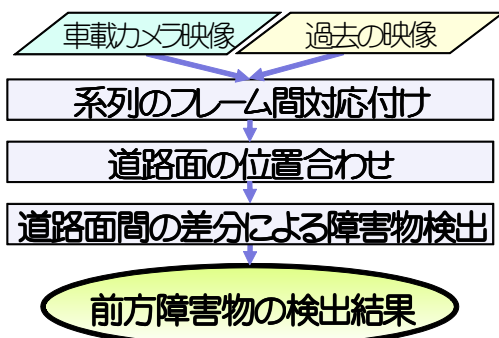 車載カメラ映像
過去の映像
系列のフレーム間対応付け
道路面の位置合わせ
道路面間の差分による障害物検出
前方障害物の検出結果